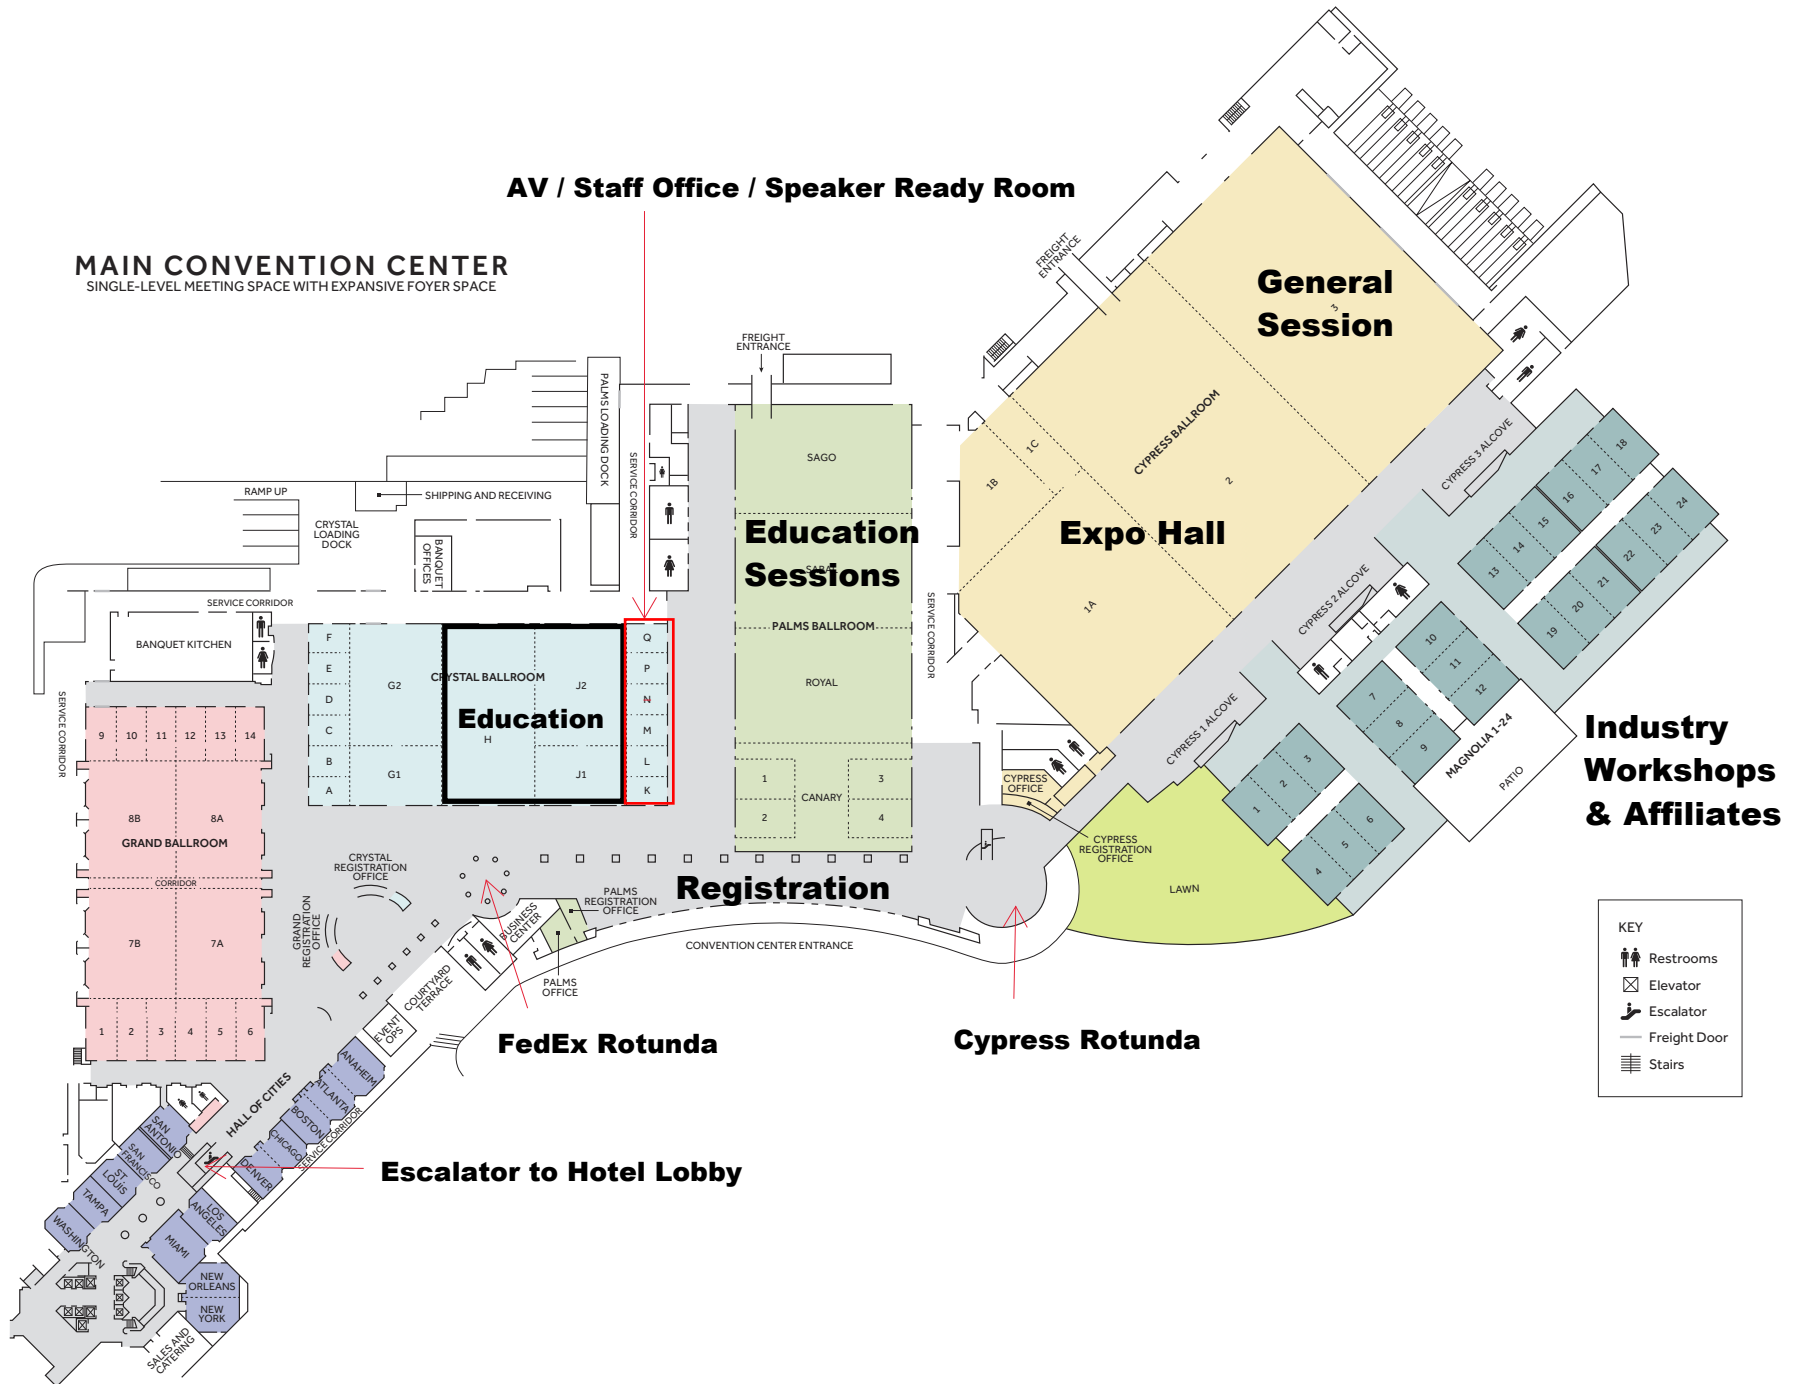 AV / Staff Office / Speaker Ready Room
MAIN CONVENTION CENTER
SINGLE-LEVEL MEETING SPACE WITH EXPANSIVE FOYER SPACE
FREIGHT
ENTRANCE
General
Session
3
FREIGHT
ENTRANCE
PALMS LOADING DOCK
SERVICE CORRIDOR
SHIPPING AND RECEIVING
RAMP UP
CRYSTAL
LOADING
DOCK
BANQUET
OFFICES
SAGO
Education
Sessions
SABAL
PALMS BALLROOM
ROYAL
CANARY
1
2
3
4
SERVICE CORRIDOR
1C
1B
1A
CYPRESS BALLROOM
2
Expo Hall
CYPRESS 3 ALCOVE
CYPRESS 2 ALCOVE
CYPRESS 1 ALCOVE
18
17
16
15
14
13
24
23
22
21
20
19
10
11
12
7
8
9
3
2
1
6
5
4
MAGNOLIA 1-24
PATIO
Industry
Workshops
& Affiliates
SERVICE CORRIDOR
BANQUET KITCHEN
SERVICE CORRIDOR
F
E
D
C
B
A
G2
G1
CRYSTAL BALLROOM
Education
H
J2
J1
Q
P
N
M
L
K
9
10
11
12
13
14
8B
8A
GRAND BALLROOM
CORRIDOR
7B
7A
1
2
3
4
5
6
CRYSTAL
REGISTRATION
OFFICE
GRAND
REGISTRATION
OFFICE
Registration
PALMS
REGISTRATION
OFFICE
BUSINESS
CENTER
PALMS
OFFICE
CONVENTION CENTER ENTRANCE
CYPRESS
OFFICE
CYPRESS
REGISTRATION
OFFICE
LAWN
COURTYARD
TERRACE
EVENT
OPS
FedEx Rotunda
Cypress Rotunda
Escalator to Hotel Lobby
HALL OF CITIES
ANAHEIM
ATLANTA
BOSTON
CHICAGO
DENVER
SERVICE CORRIDOR
SAN
ANTONIO
SAN
FRANCISCO
ST.
LOUIS
TAMPA
WASHINGTON
LOS
ANGELES
MIAMI
NEW
ORLEANS
NEW
YORK
SALES AND
CATERING
KEY
Restrooms
Elevator
Escalator
Freight Door
Stairs